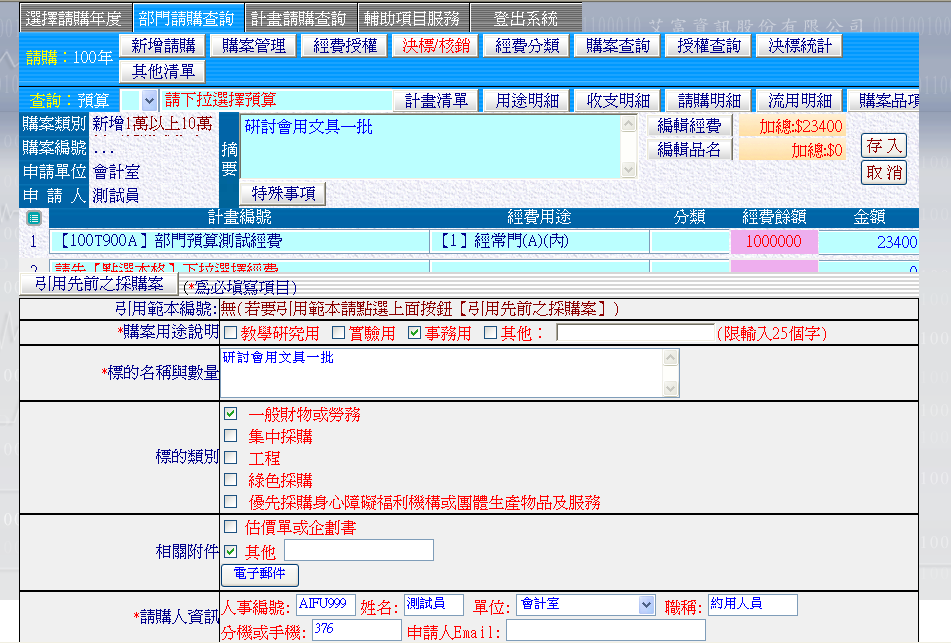 選擇請購年度 部門請購查詢 計畫請購查詢 輔助項目服務 登出系統
艾富資訊股份有限公司
請購：100年 新增請購 購案管理 經費授權 決標/核銷 經費分類 購案查詢 授權查詢 決標統計
其他清單
查詢：預算 請下拉選擇預算 計畫清單 用途明細 收支明細 請購明細 流用明細 購案品項
購案類別 新增1萬以上10萬 摘要 研討會用文具一批 編輯經費 加總:$23400
購案編號 ... 編輯品名 加總:$0 存入
申請單位 會計室 取消
申請人 測試員 特殊事項
計畫編號 經費用途 分類 經費餘額 金額
1 【100T900A】部門預算測試經費 【1】經常門(A)(內) 1000000 23400
2 請先【點選本格】下拉選擇經費 0
引用先前之採購案 (*為必填寫項目)
引用範本編號: 無(若要引用範本請點選上面按鈕【引用先前之採購案】)
*購案用途說明 教學研究用 實驗用 事務用 其他： (限輸入25個字)
*標的名稱與數量 研討會用文具一批
標的類別 一般財物或勞務
集中採購
工程
綠色採購
優先採購身心障礙福利機構或團體生產物品及服務
相關附件 估價單或企劃書
其他
電子郵件
*請購人資訊 人事編號: AIFU999 姓名: 測試員 單位: 會計室 職稱: 約用人員
分機或手機: 376 申請人Email: